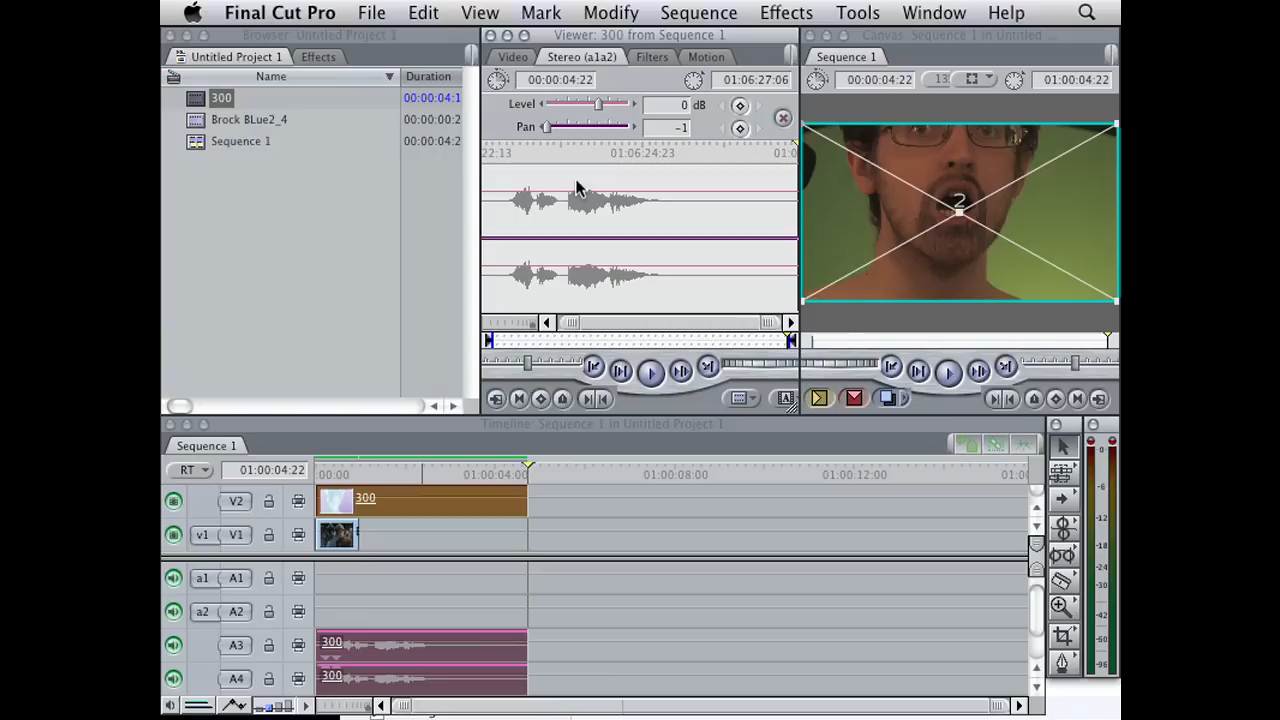 Final Cut Pro File Edit View Mark Modify Sequence Effects Tools Window Help
Browser: Untitled Project 1
Untitled Project 1 Effects
Name Duration
300 00:00:04:1
Brock BLue2_4 00:00:00:2
Sequence 1 00:00:04:2
Viewer: 300 from Sequence 1
Video Stereo (a1a2) Filters Motion
00:00:04:22 01:06:27:06
Level 0 dB
Pan -1
22:13 01:06:24:23 01:0
Canvas: Sequence 1 in Untitled ...
Sequence 1
00:00:04:22 13. 01:00:04:22
2
Timeline: Sequence 1 in Untitled Project 1
Sequence 1
RT 01:00:04:22 00:00 01:00:04:00 01:00:08:00 01:00:12:00 01:00
V2 300
v1 V1
a1 A1
a2 A2
A3 300
A4 300
0
-6
-12
-18
-24
-30
-42
-60
-96